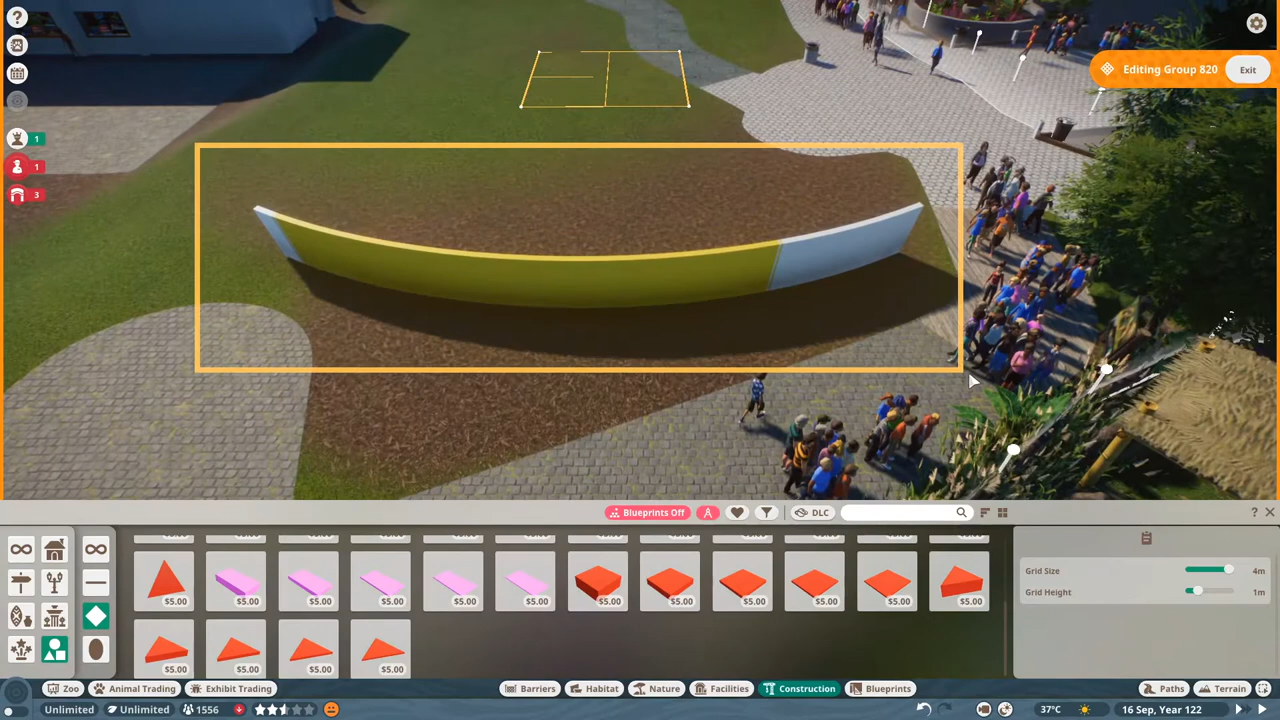 ?
Editing Group 820
Exit
1
1
3
Blueprints Off
DLC
?
$5.00 $5.00 $5.00 $5.00 $5.00 $5.00 $5.00 $5.00 $5.00 $5.00 $5.00 $5.00
$5.00 $5.00 $5.00 $5.00
Grid Size 4m
Grid Height 1m
Zoo Animal Trading Exhibit Trading Barriers Habitat Nature Facilities Construction Blueprints Paths Terrain
Unlimited Unlimited 1556 37°C 16 Sep, Year 122